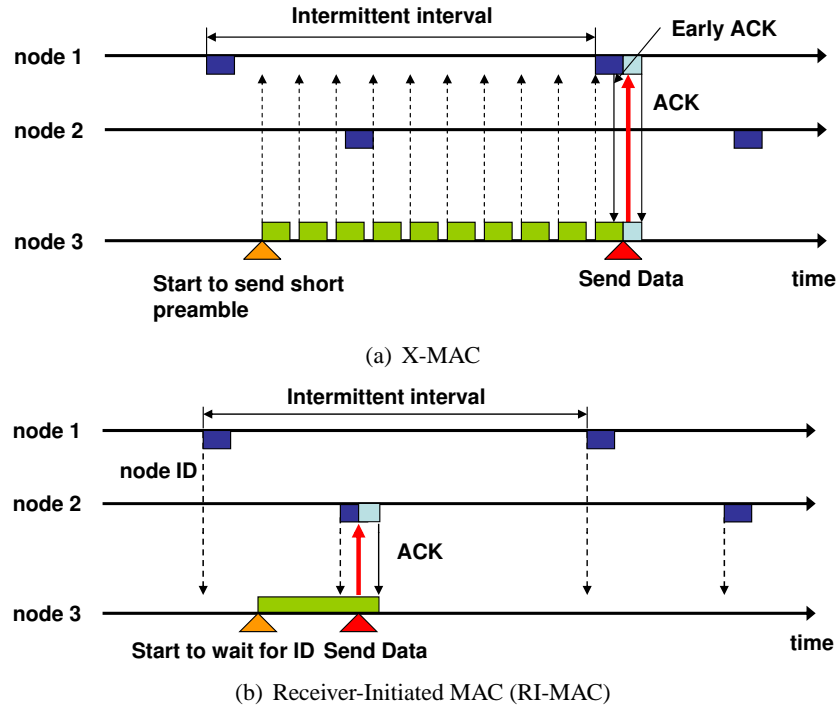 Intermittent interval
node 1
Early ACK
ACK
node 2
node 3
Start to send short
preamble
Send Data
time
(a) X-MAC
Intermittent interval
node 1
node ID
node 2
ACK
node 3
time
Start to wait for ID
Send Data
(b) Receiver-Initiated MAC (RI-MAC)